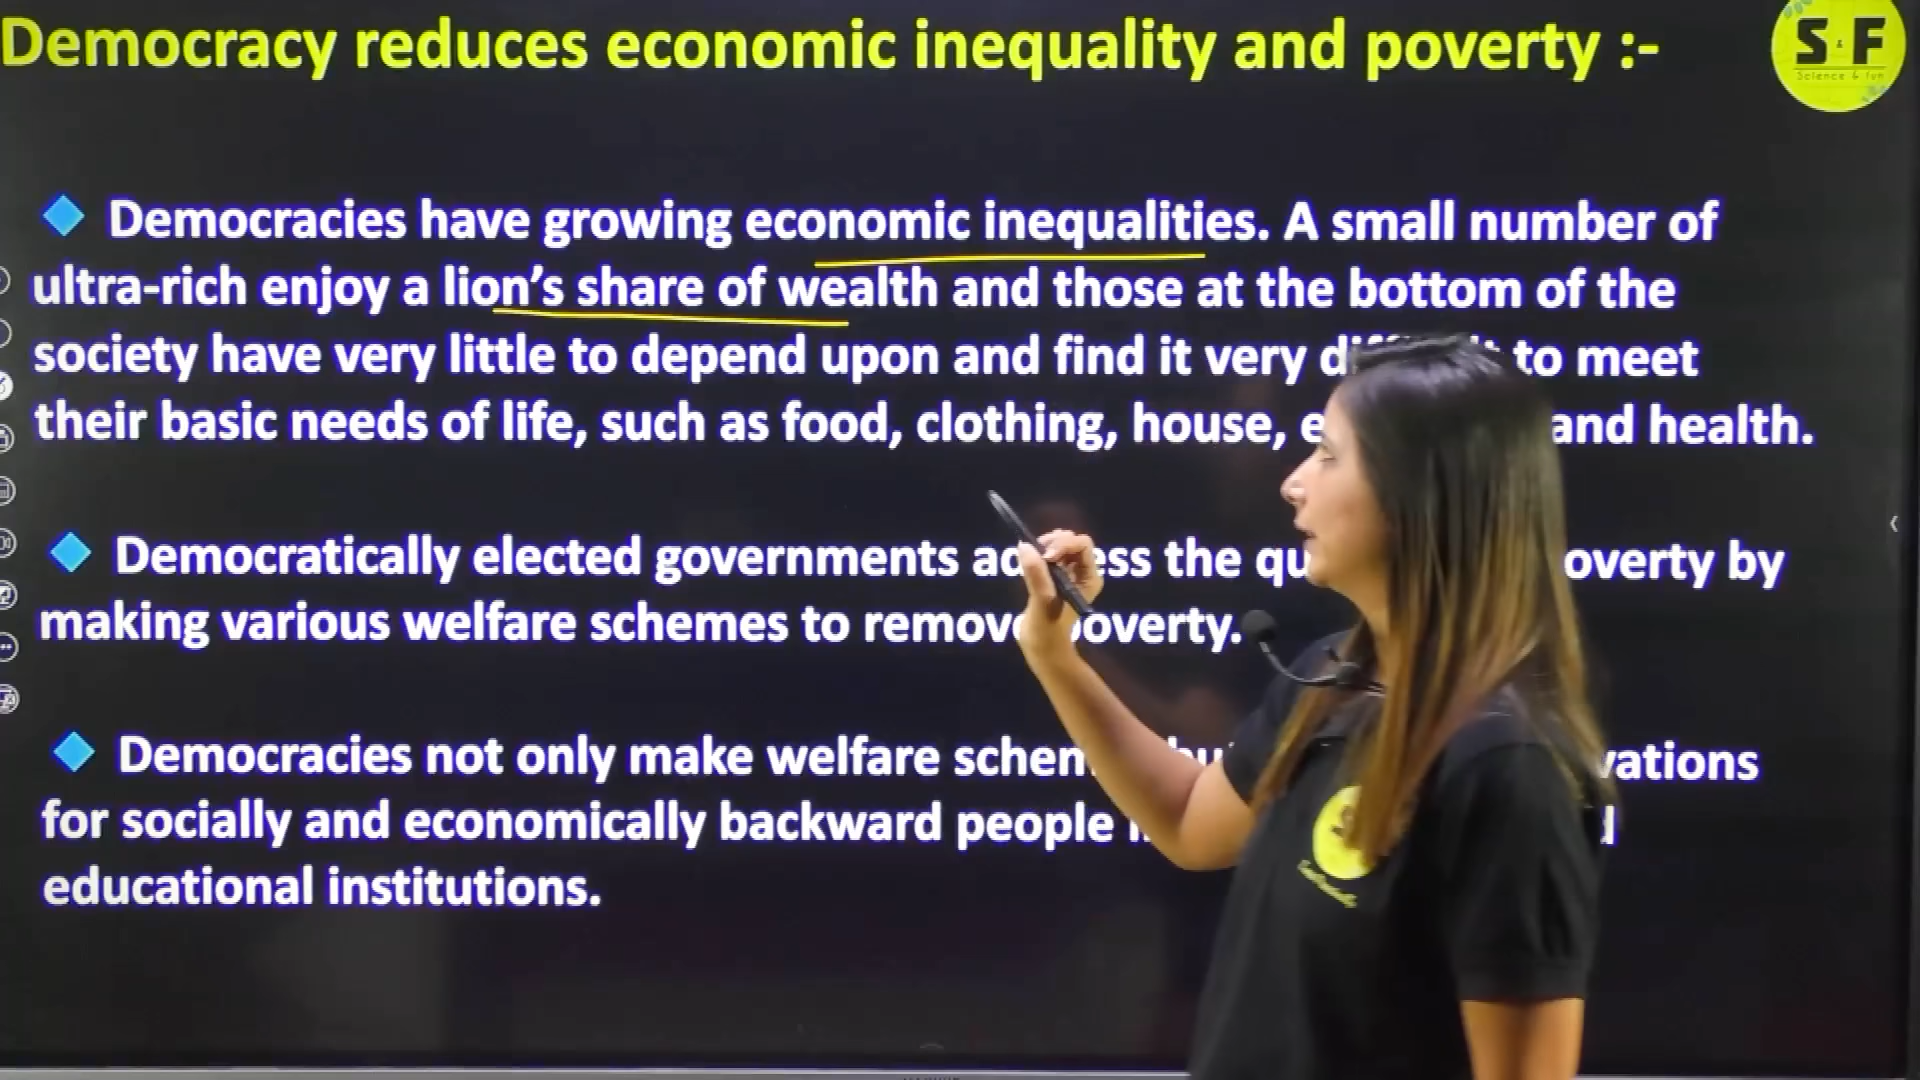 Democracy reduces economic inequality and poverty :-
S & F
Science & fun
Democracies have growing economic inequalities. A small number of
ultra-rich enjoy a lion's share of wealth and those at the bottom of the
society have very little to depend upon and find it very to meet
their basic needs of life, such as food, clothing, house, and health.
Democratically elected governments the by
making various welfare schemes to remove poverty.
Democracies not only make welfare
for socially and economically backward people
educational institutions.